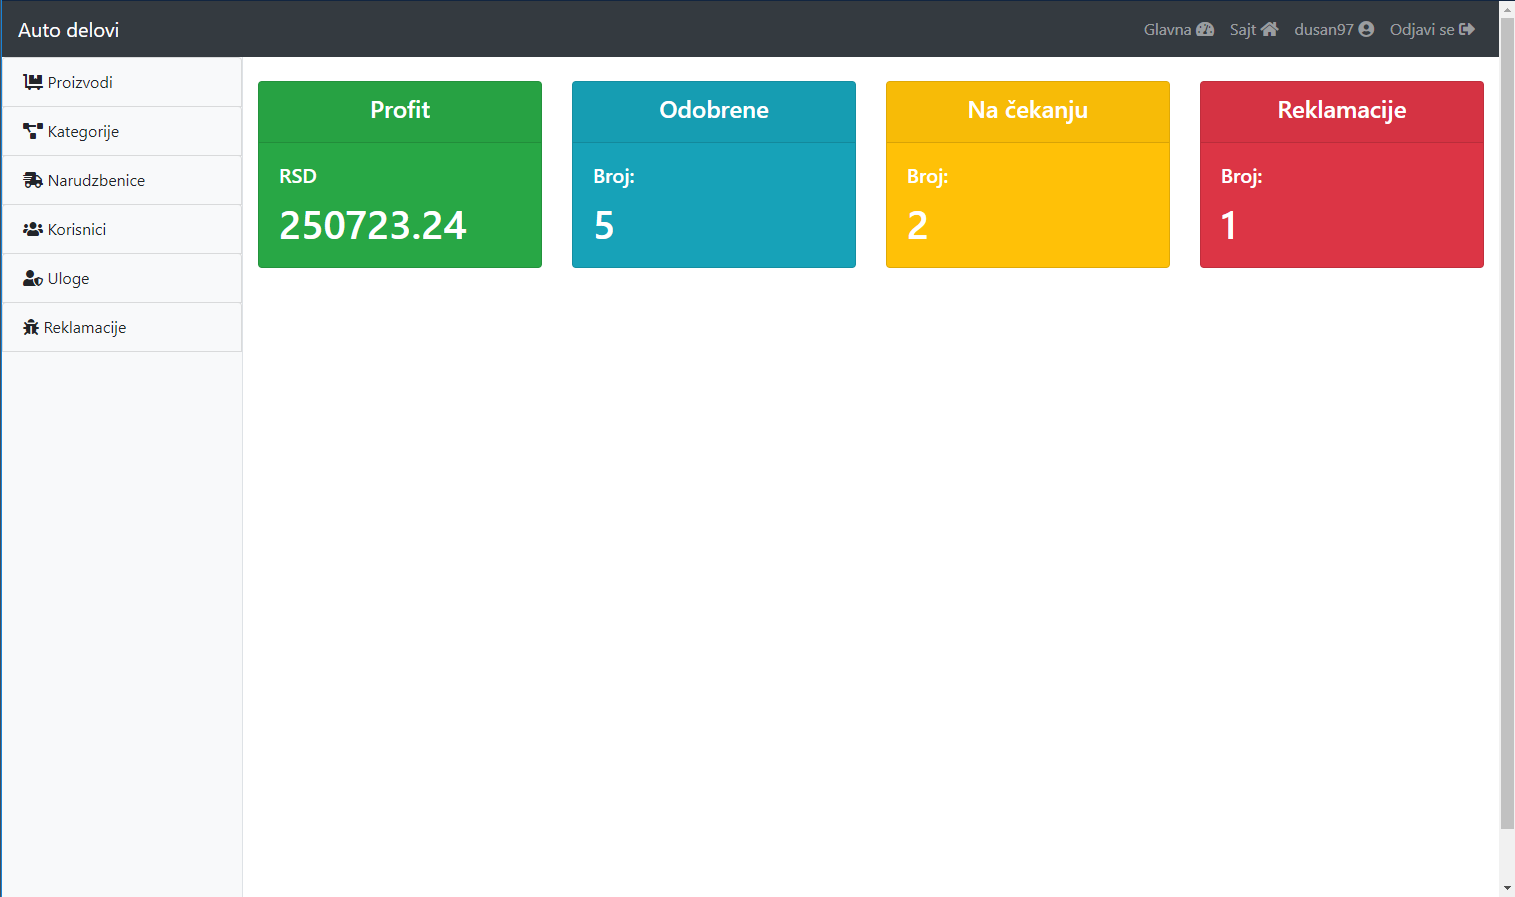 Auto delovi
Glavna Sajt dusan97 Odjavi se
Proizvodi
Kategorije
Narudzbenice
Korisnici
Uloge
Reklamacije
Profit
RSD
250723.24
Odobrene
Broj:
5
Na čekanju
Broj:
2
Reklamacije
Broj:
1